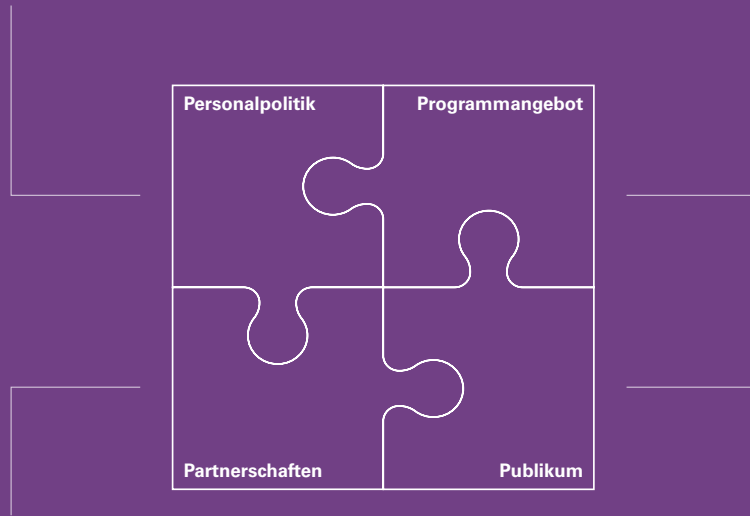 Personalpolitik
Programmangebot
Partnerschaften
Publikum